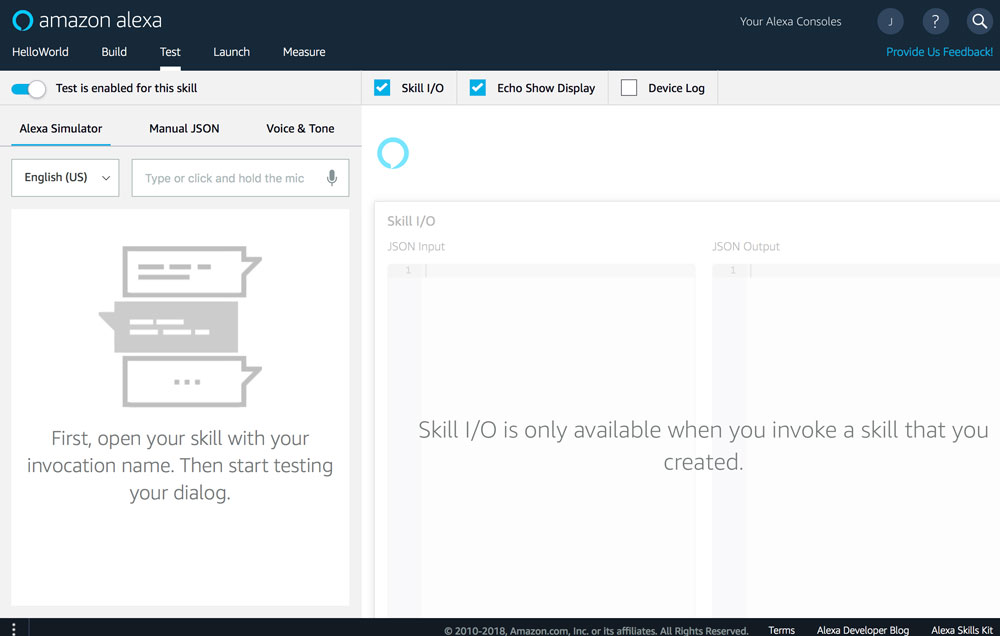 amazon alexa
Your Alexa Consoles
J
?
HelloWorld
Build
Test
Launch
Measure
Provide Us Feedback!
Test is enabled for this skill
Skill I/O
Echo Show Display
Device Log
Alexa Simulator
Manual JSON
Voice & Tone
English (US)
Type or click and hold the mic
First, open your skill with your
invocation name. Then start testing
your dialog.
Skill I/O
JSON Input
JSON Output
1
1
Skill I/O is only available when you invoke a skill that you
created.
© 2010-2018, Amazon.com, Inc. or its affiliates. All Rights Reserved.
Terms
Alexa Developer Blog
Alexa Skills Kit